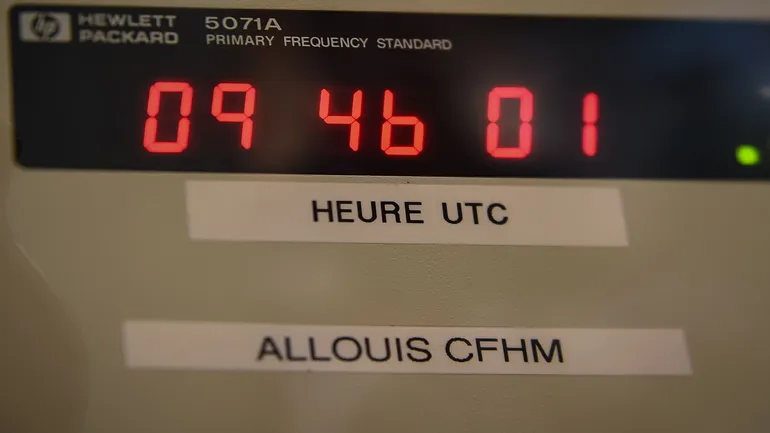 hp HEWLETT PACKARD
5071A
PRIMARY FREQUENCY STANDARD
09 46 01
HEURE UTC
ALLOUIS CFHM